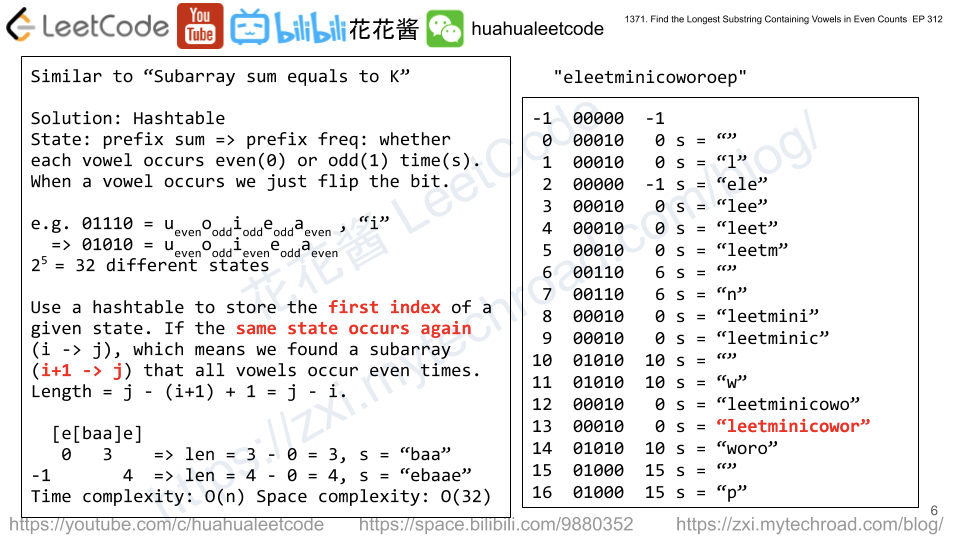 LeetCode You Tube bilibili 花花酱 huahualeetcode
1371. Find the Longest Substring Containing Vowels in Even Counts EP 312
Similar to “Subarray sum equals to K”
Solution: Hashtable
State: prefix sum => prefix freq: whether
each vowel occurs even(0) or odd(1) time(s).
When a vowel occurs we just flip the bit.
e.g. 01110 = u even o odd i odd e odd a even , “i”
=> 01010 = u even o odd i even e odd a even
2^5 = 32 different states
Use a hashtable to store the first index of a
given state. If the same state occurs again
(i -> j), which means we found a subarray
(i+1 -> j) that all vowels occur even times.
Length = j - (i+1) + 1 = j - i.
[e[baa]e]
0 3 => len = 3 - 0 = 3, s = “baa”
-1 4 => len = 4 - 0 = 4, s = “ebaae”
Time complexity: O(n) Space complexity: O(32)
"eleetminicoworoep"
-1 00000 -1
0 00010 0 s = “”
1 00010 0 s = “l”
2 00000 -1 s = “ele”
3 00010 0 s = “lee”
4 00010 0 s = “leet”
5 00010 0 s = “leetm”
6 00110 6 s = “”
7 00110 6 s = “n”
8 00010 0 s = “leetmini”
9 00010 0 s = “leetminic”
10 01010 10 s = “”
11 01010 10 s = “w”
12 00010 0 s = “leetminicowo”
13 00010 0 s = “leetminicowor”
14 01010 10 s = “woro”
15 01000 15 s = “”
16 01000 15 s = “p”
花花酱 LeetCode
https://zxi.mytechroad.com/blog/
6
https://youtube.com/c/huahualeetcode https://space.bilibili.com/9880352 https://zxi.mytechroad.com/blog/